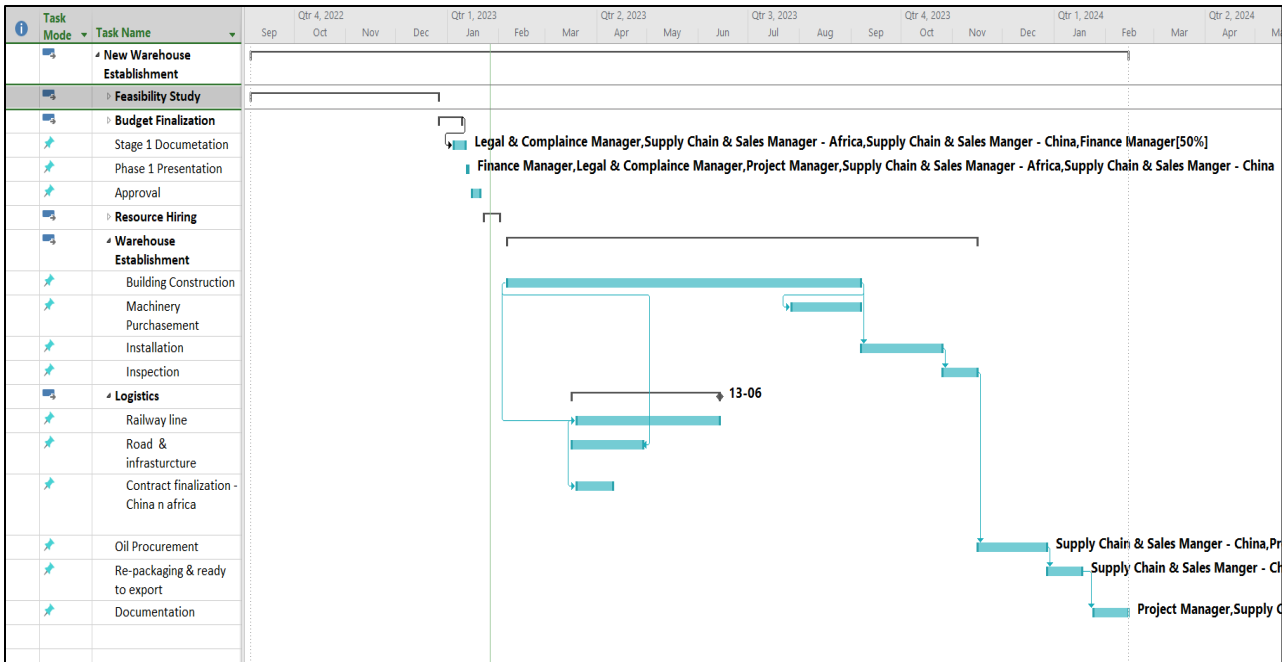 Task Mode
Task Name
Qtr 4, 2022
Qtr 1, 2023
Qtr 2, 2023
Qtr 3, 2023
Qtr 4, 2023
Qtr 1, 2024
Qtr 2, 2024
Sep Oct Nov Dec Jan Feb Mar Apr May Jun Jul Aug Sep Oct Nov Dec Jan Feb Mar Apr
New Warehouse
Establishment
Feasibility Study
Budget Finalization
Stage 1 Documetation
Legal & Complaince Manager,Supply Chain & Sales Manager - Africa,Supply Chain & Sales Manger - China,Finance Manager[50%]
Phase 1 Presentation
Finance Manager,Legal & Complaince Manager,Project Manager,Supply Chain & Sales Manager - Africa,Supply Chain & Sales Manger - China
Approval
Resource Hiring
Warehouse
Establishment
Building Construction
Machinery
Purchasement
Installation
Inspection
Logistics
13-06
Railway line
Road &
infrasturcture
Contract finalization -
China n africa
Oil Procurement
Supply Chain & Sales Manger - China,Pr
Re-packaging & ready
to export
Supply Chain & Sales Manger - Ch
Documentation
Project Manager,Supply C